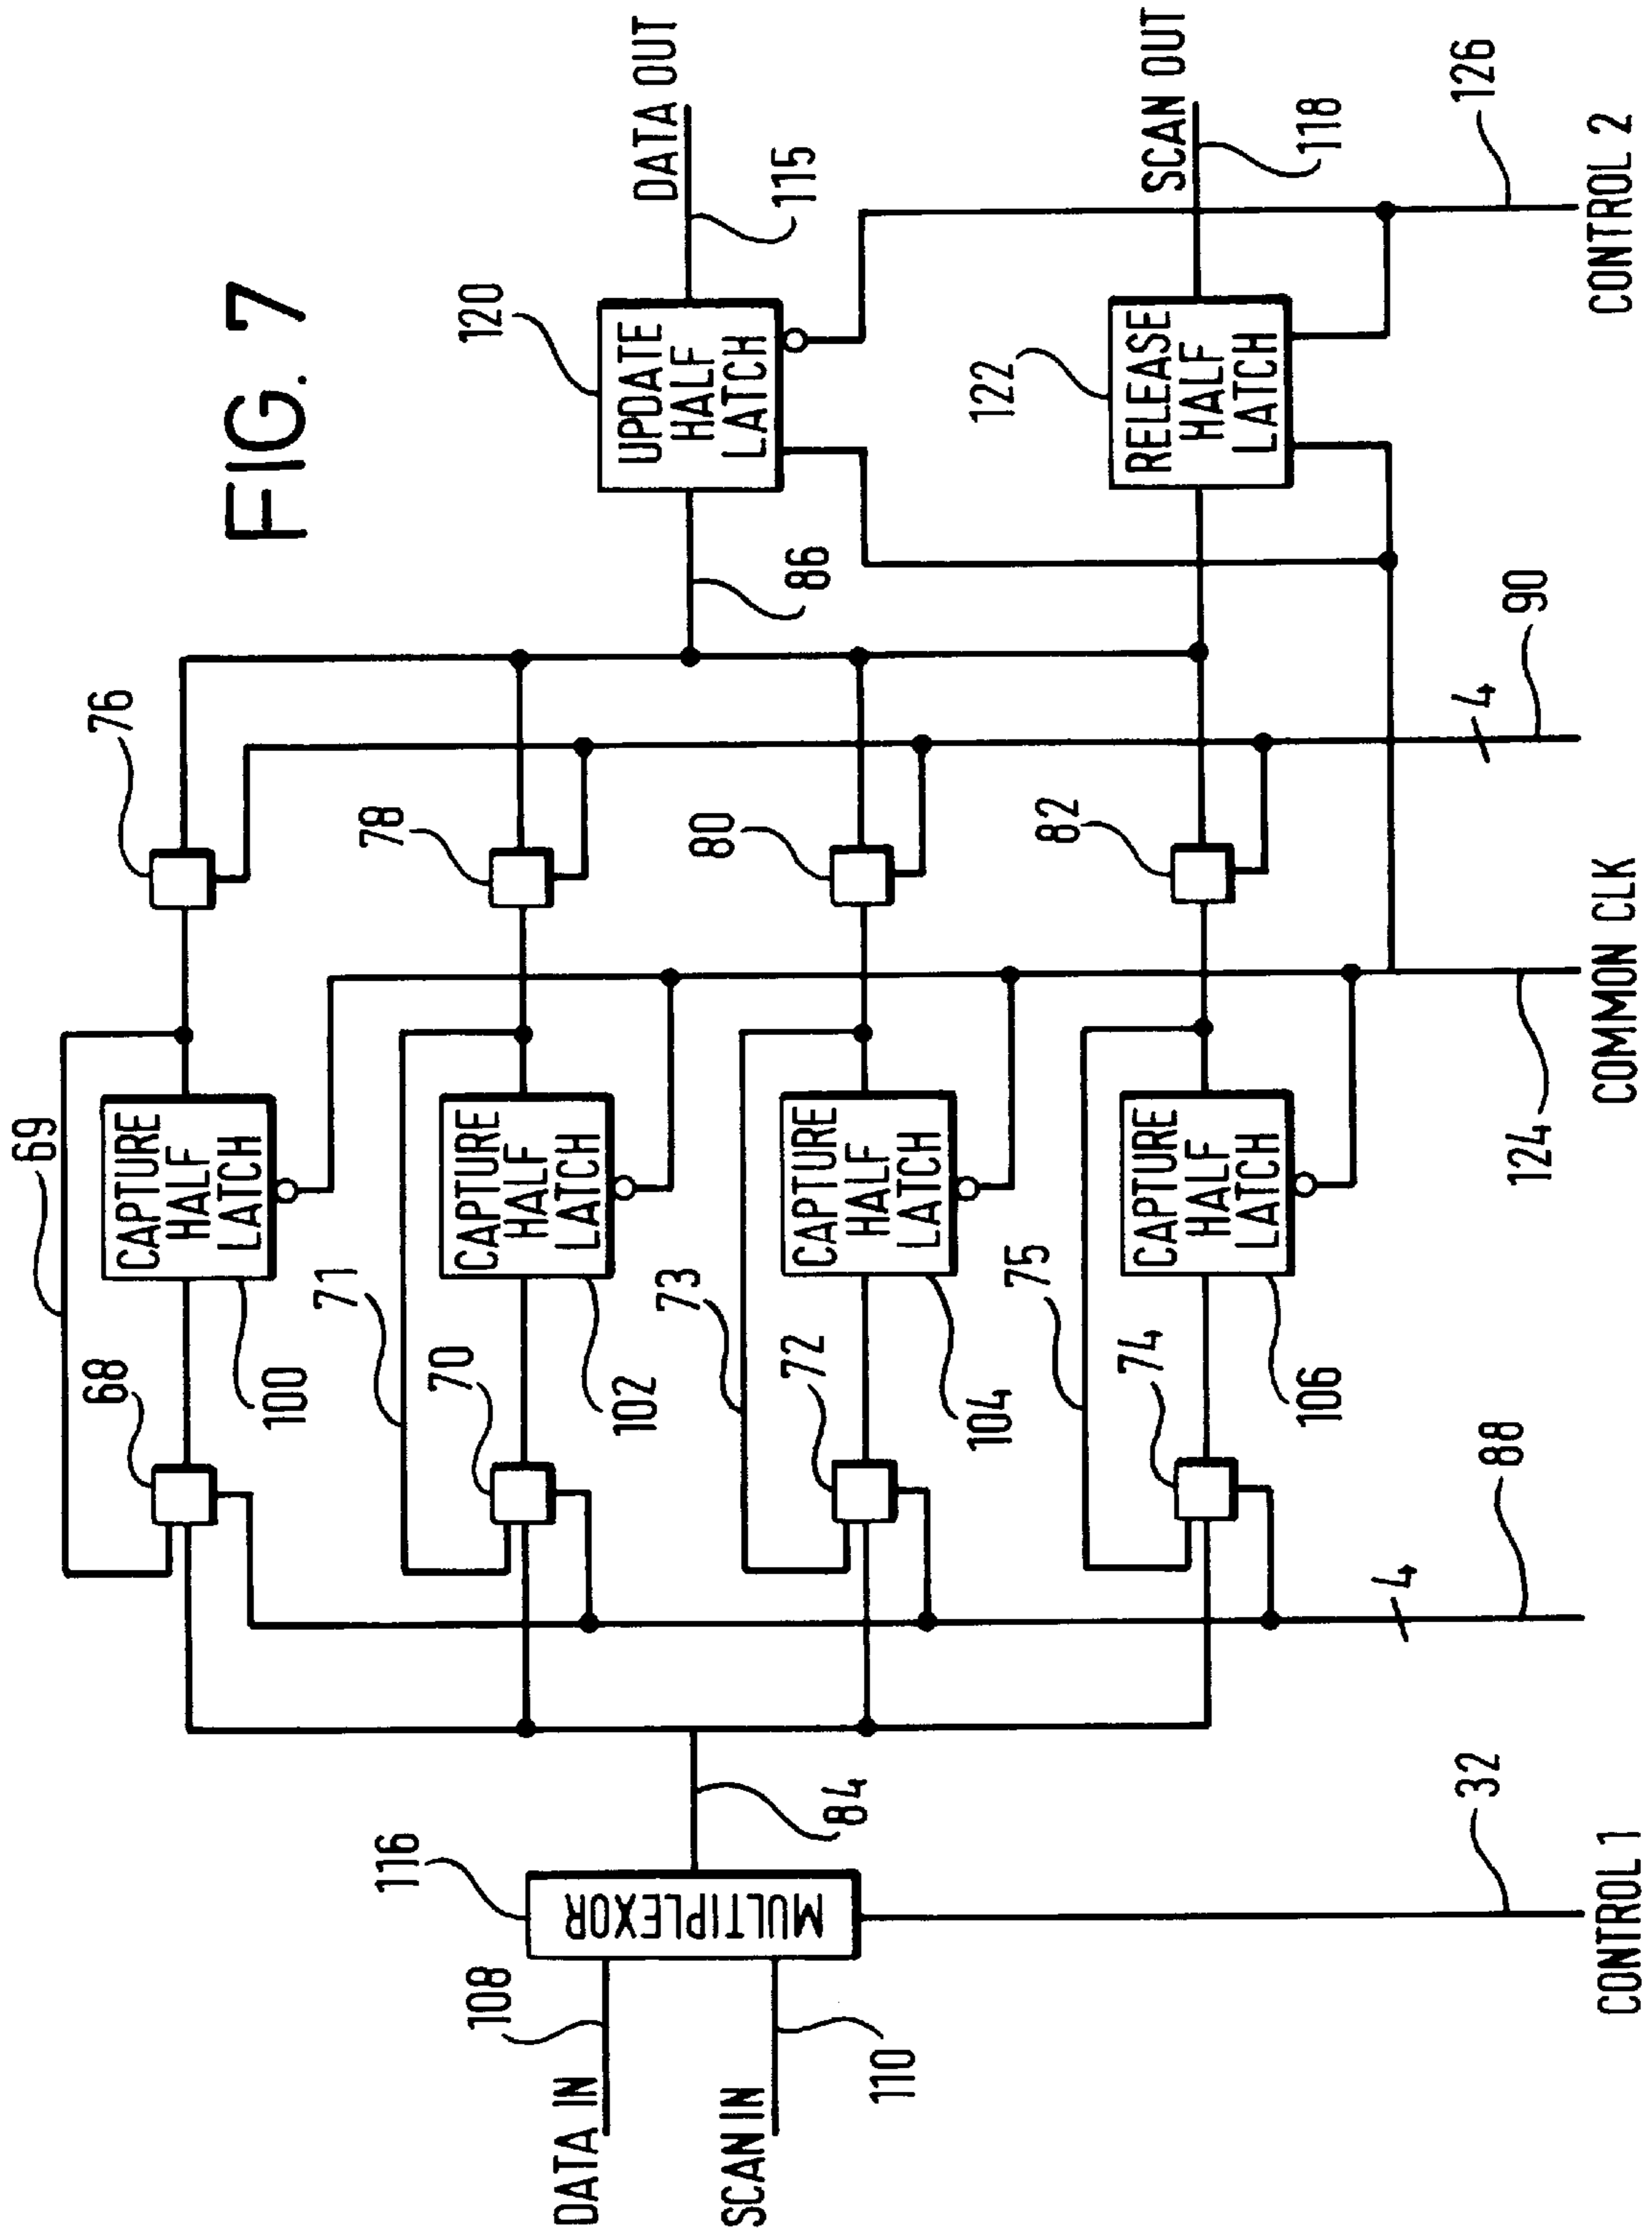 FIG. 7
69
68
76
CAPTURE
HALF
LATCH
100
71
70
78
CAPTURE
HALF
LATCH
102
120
UPDATE
HALF
LATCH
DATA OUT
115
86
116
MULTIPLEXOR
108
DATA IN
SCAN IN
110
84
73
72
80
CAPTURE
HALF
LATCH
104
75
74
82
CAPTURE
HALF
LATCH
106
122
RELEASE
HALF
LATCH
SCAN OUT
118
4
88
4
90
32
124
126
CONTROL 1
COMMON CLK
CONTROL 2